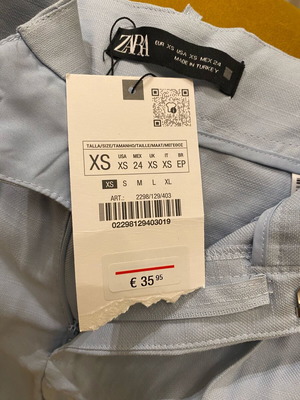 ZARA
EUR XS USA XS MEX 24
MADE IN TURKEY
TALLA/SIZE/TAMANHO/TAILLE/MAAT/METERGE
XS USA XS MEX 24 UK XS IT XS BR EP
XS S M L XL
ART.: 2298/129/403
02298129403019
€ 35 95